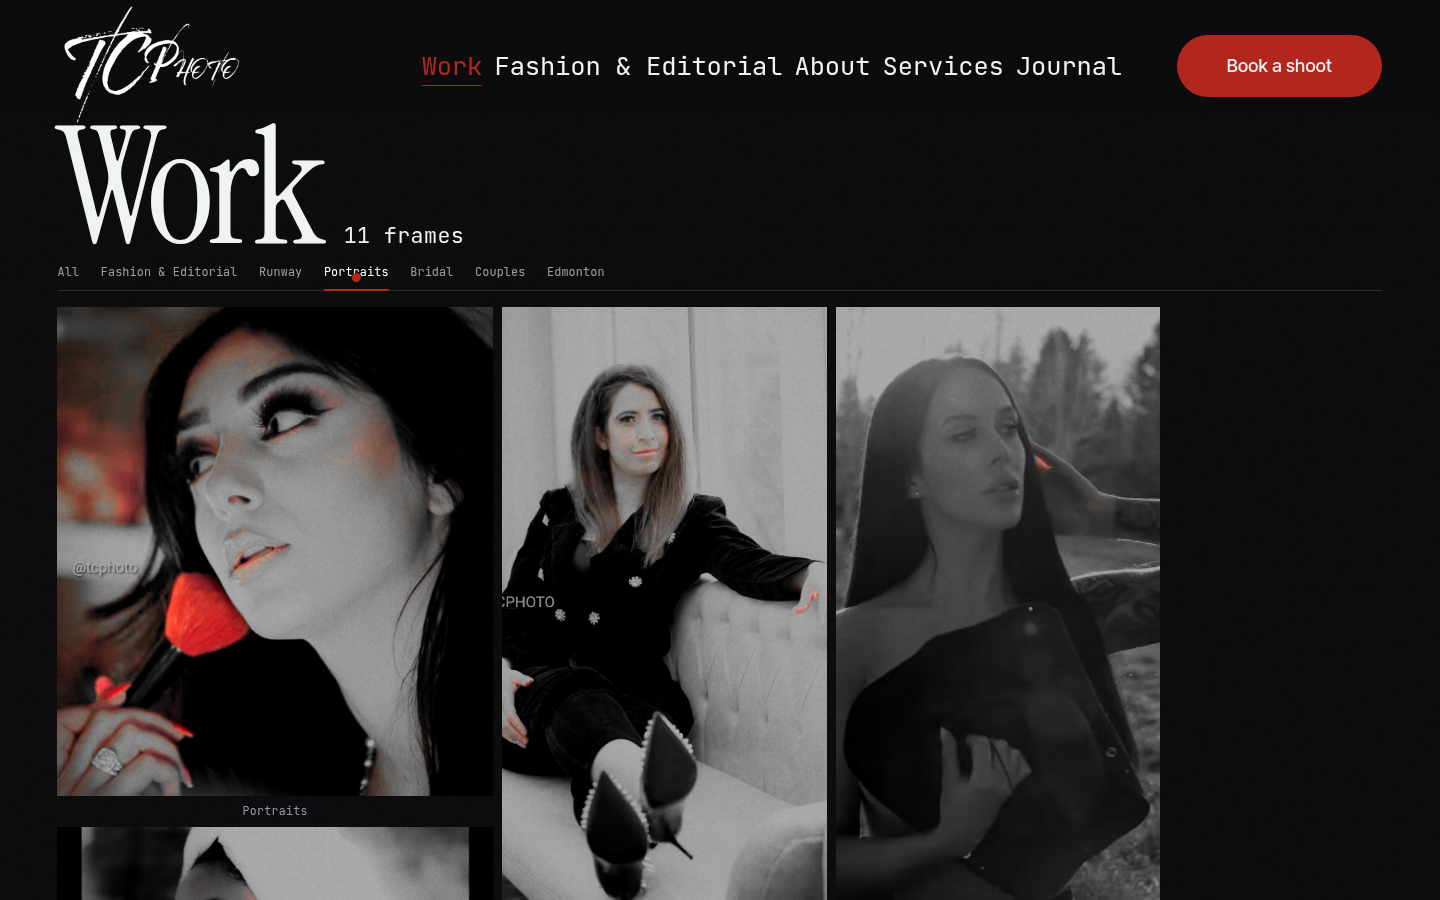 TCPHOTO
Work Fashion & Editorial About Services Journal
Book a shoot
Work 11 frames
All Fashion & Editorial Runway Portraits Bridal Couples Edmonton
@tcphoto
CPHOTO
Portraits